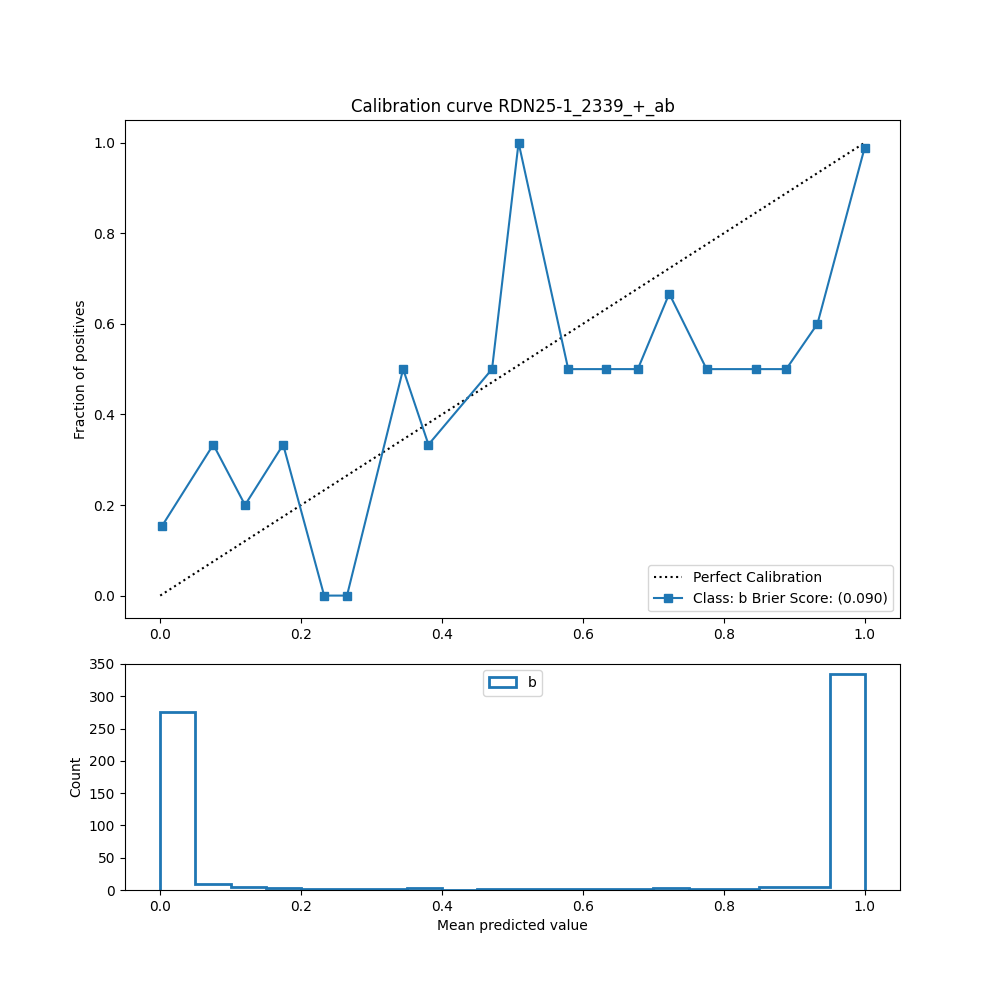 Calibration curve RDN25-1_2339_+_ab
1.0
0.8
0.6
0.4
0.2
0.0
Fraction of positives
Perfect Calibration
Class: b Brier Score: (0.090)
0.0 0.2 0.4 0.6 0.8 1.0
350
300
250
200
150
100
50
0
Count
b
0.0 0.2 0.4 0.6 0.8 1.0
Mean predicted value